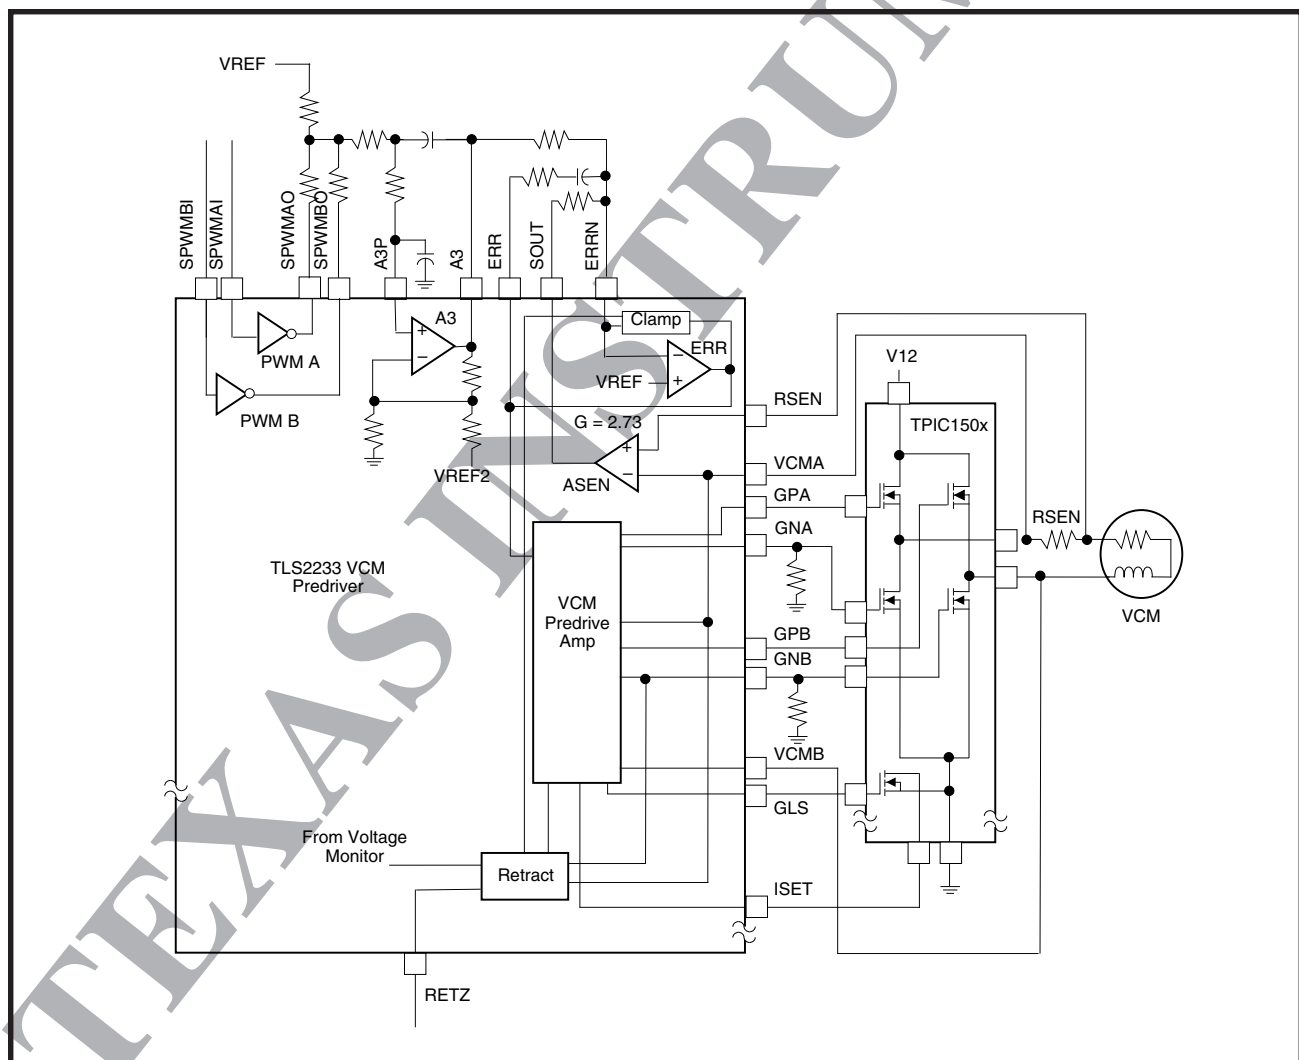 VREF
SPWMBI
SPWMAI
SPWMAO
SPWMBO
A3P
A3
ERR
SOUT
ERRN
A3
Clamp
+
−
PWM A
−
ERR
VREF
+
PWM B
V12
RSEN
G = 2.73
TPIC150x
+
VREF2
ASEN
−
VCMA
GPA
RSEN
GNA
TLS2233 VCM
Predriver
VCM
Predrive
Amp
VCM
GPB
GNB
VCMB
GLS
From Voltage
Monitor
Retract
ISET
RETZ
TEXAS INSTRUM